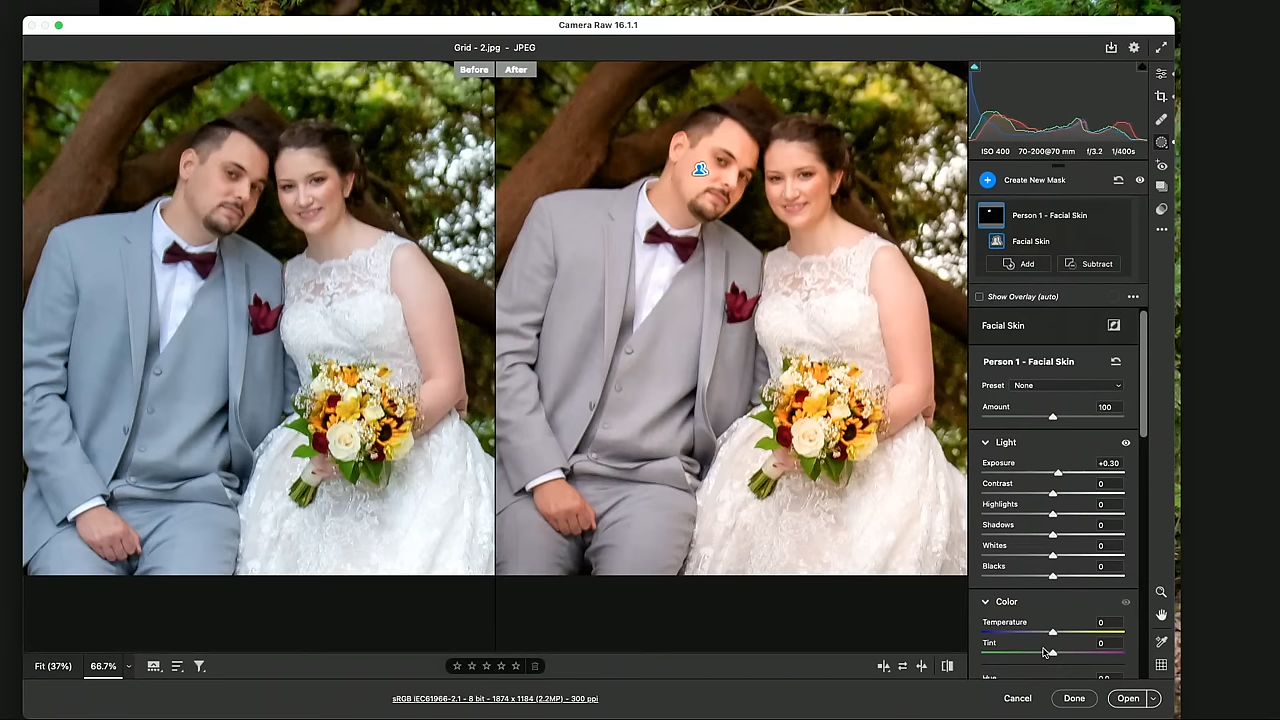 Camera Raw 16.1.1
Grid - 2.jpg - JPEG
Before
After
ISO 400 70-200@70 mm f/3.2 1/400s
Create New Mask
Person 1 - Facial Skin
Facial Skin
Add
Subtract
Show Overlay (auto)
Facial Skin
Person 1 - Facial Skin
Preset None
Amount 100
Light
Exposure +0.30
Contrast 0
Highlights 0
Shadows 0
Whites 0
Blacks 0
Color
Temperature 0
Tint 0
Fit (37%) 66.7%
sRGB IEC61966-2.1 - 8 bit - 1874 x 1184 (2.2MP) - 300 ppi
Cancel
Done
Open